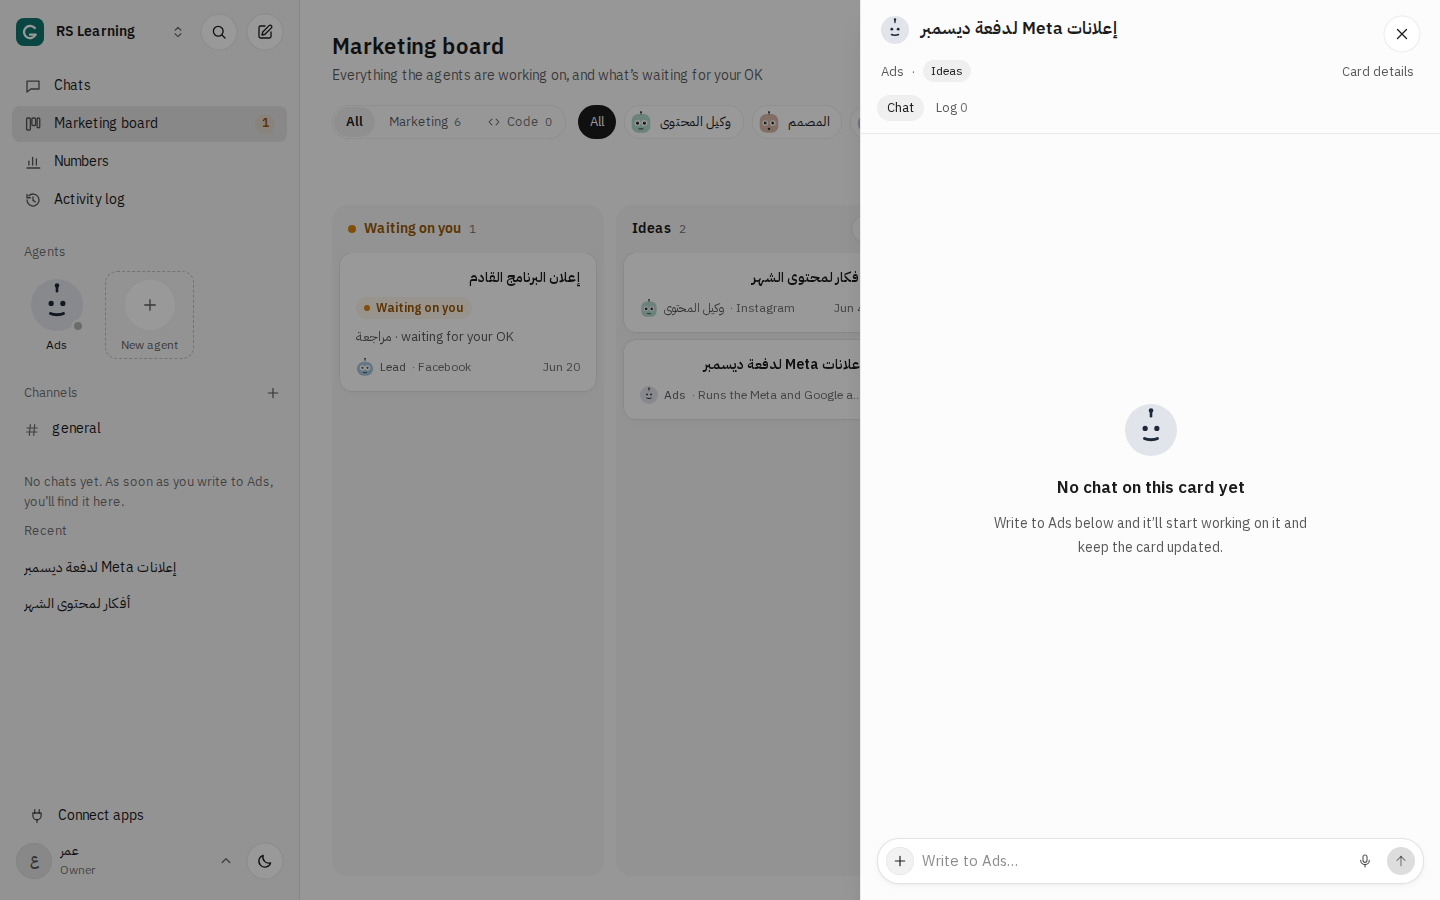 RS Learning
Chats
Marketing board 1
Numbers
Activity log
Agents
Ads
New agent
Channels
general
No chats yet. As soon as you write to Ads,
you'll find it here.
Recent
إعلانات Meta لدفعة ديسمبر
أفكار لمحتوى الشهر
Connect apps
ع
عمر
Owner
Marketing board
Everything the agents are working on, and what's waiting for your OK
All Marketing 6 Code 0 All وكيل المحتوى المصمم
Waiting on you 1
إعلان البرنامج القادم
Waiting on you
مراجعة · waiting for your OK
Lead · Facebook Jun 20
Ideas 2
فكار لمحتوى الشهر
وكيل المحتوى · Instagram Jun
علانات Meta لدفعة ديسمبر
Ads · Runs the Meta and Google a...
إعلانات Meta لدفعة ديسمبر
Ads · Ideas Card details
Chat Log 0
No chat on this card yet
Write to Ads below and it'll start working on it and
keep the card updated.
Write to Ads...